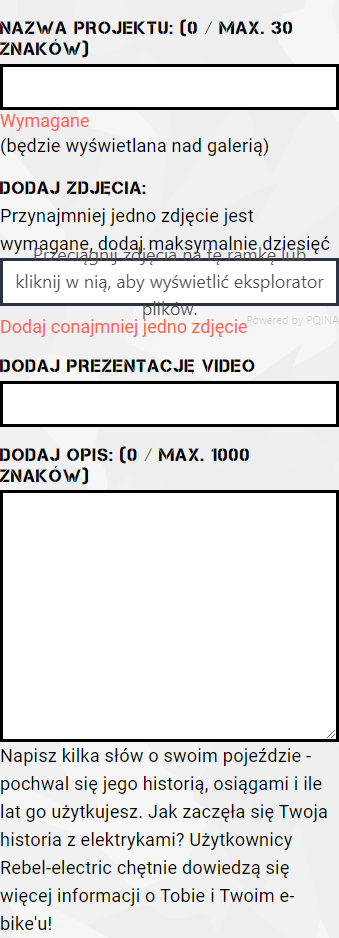 NAZWA PROJEKTU: (0 / MAX. 30
ZNAKÓW)
Wymagane
(będzie wyświetlana nad galerią)
DODAJ ZDJĘCIA:
Przynajmniej jedno zdjęcie jest
wymagane, dodaj maksymalnie dziesięć
Przeciągnij zdjęcia na tę ramkę lub
kliknij w nią, aby wyświetlić eksplorator
plików.
Powered by PQINA
Dodaj conajmniej jedno zdjęcie
DODAJ PREZENTACJĘ VIDEO
DODAJ OPIS: (0 / MAX. 1000
ZNAKÓW)
Napisz kilka słów o swoim pojeździe -
pochwal się jego historią, osiągami i ile
lat go użytkujesz. Jak zaczęła się Twoja
historia z elektrykami? Użytkownicy
Rebel-electric chętnie dowiedzą się
więcej informacji o Tobie i Twoim e-
bike'u!